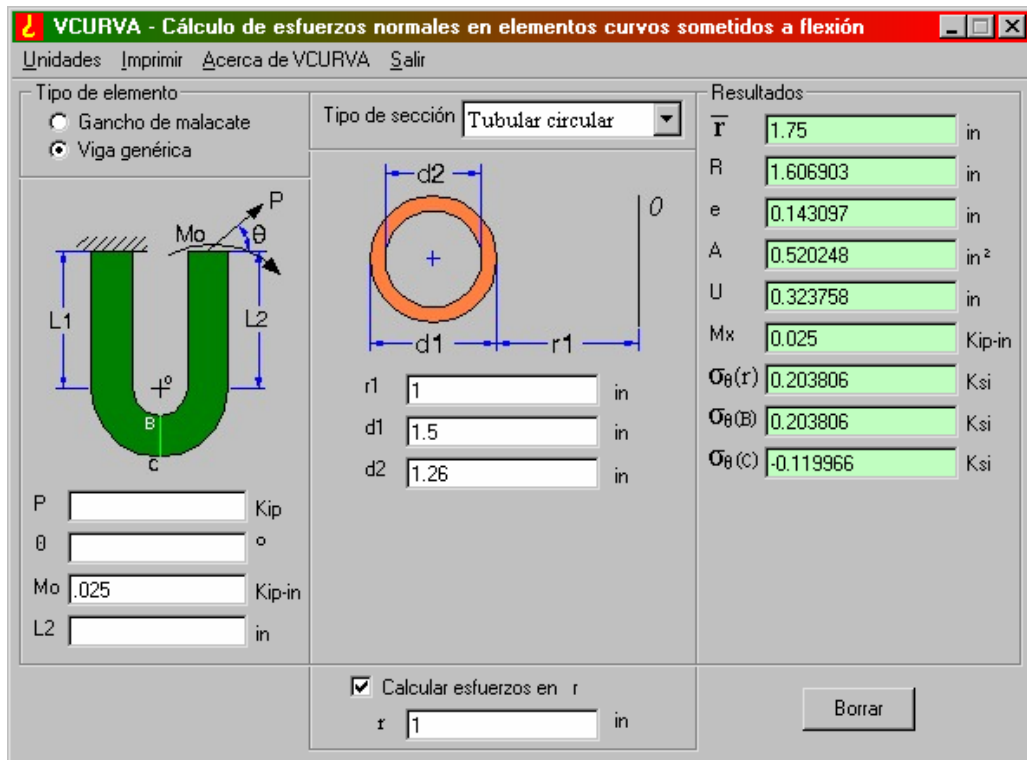 VCURVA - Cálculo de esfuerzos normales en elementos curvos sometidos a flexión
Unidades Imprimir Acerca de VCURVA Salir
Tipo de elemento
Gancho de malacate
Viga genérica
Mo
P
θ
L1
L2
o
B
C
P
Kip
θ
º
Mo
.025
Kip-in
L2
in
Tipo de sección
Tubular circular
d2
0
d1
r1
r1
1
in
d1
1.5
in
d2
1.26
in
Calcular esfuerzos en r
r
1
in
Resultados
r̅
1.75
in
R
1.606903
in
e
0.143097
in
A
0.520248
in²
U
0.323758
in
Mx
0.025
Kip-in
σθ(r)
0.203806
Ksi
σθ(B)
0.203806
Ksi
σθ(C)
-0.119966
Ksi
Borrar